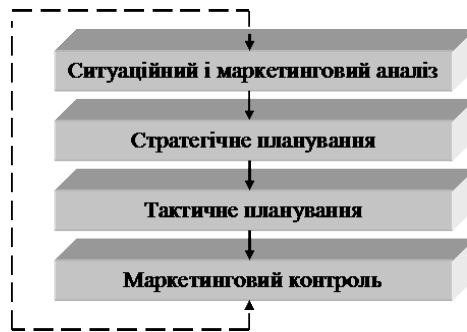 Ситуаційний і маркетинговий аналіз
Стратегічне планування
Тактичне планування
Маркетинговий контроль